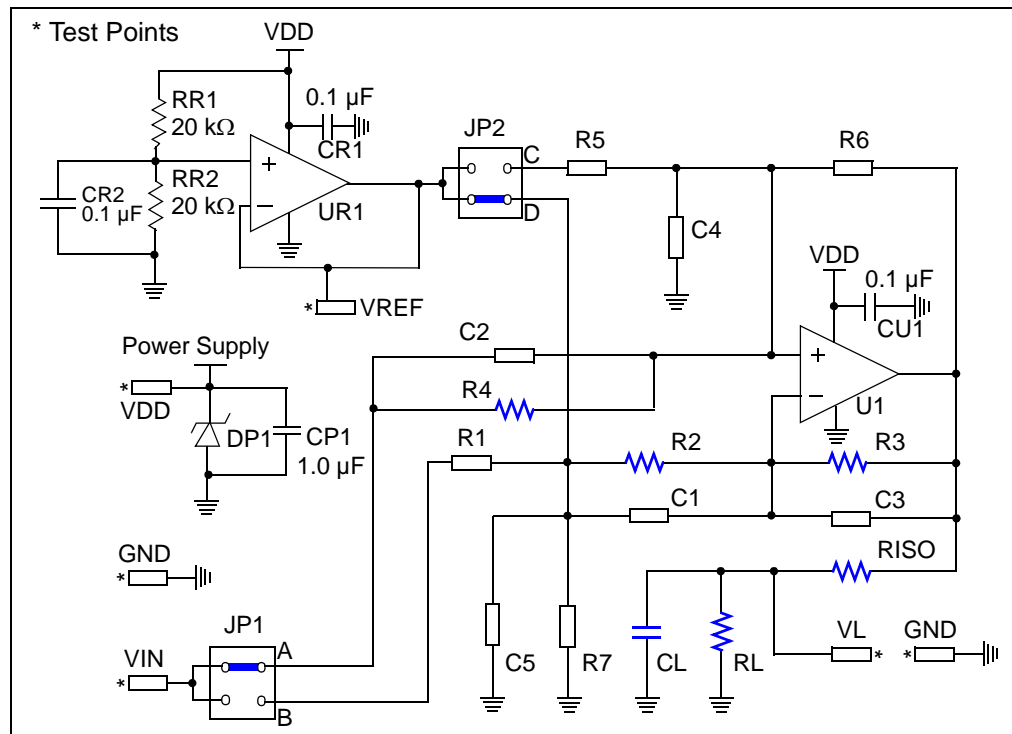 * Test Points
VDD
RR1
20 kΩ
0.1 µF
CR1
JP2
C
R5
R6
+
RR2
20 kΩ
CR2
0.1 µF
−
UR1
D
C4
VDD
* VREF
0.1 µF
CU1
Power Supply
C2
+
* VDD
R4
−
U1
DP1
CP1
1.0 µF
R1
R2
R3
C1
C3
GND
*
RISO
JP1
A
VIN
*
B
C5
R7
CL
RL
VL
*
GND
*